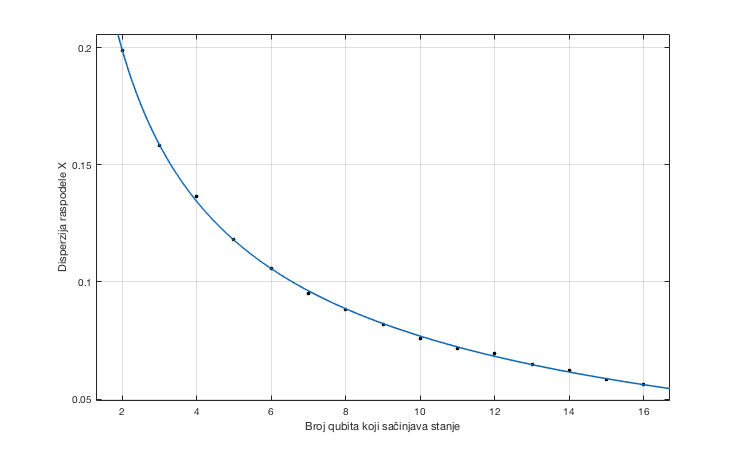 0.2
0.15
0.1
0.05
Disperzija raspodele X
2 4 6 8 10 12 14 16
Broj qubita koji sačinjava stanje